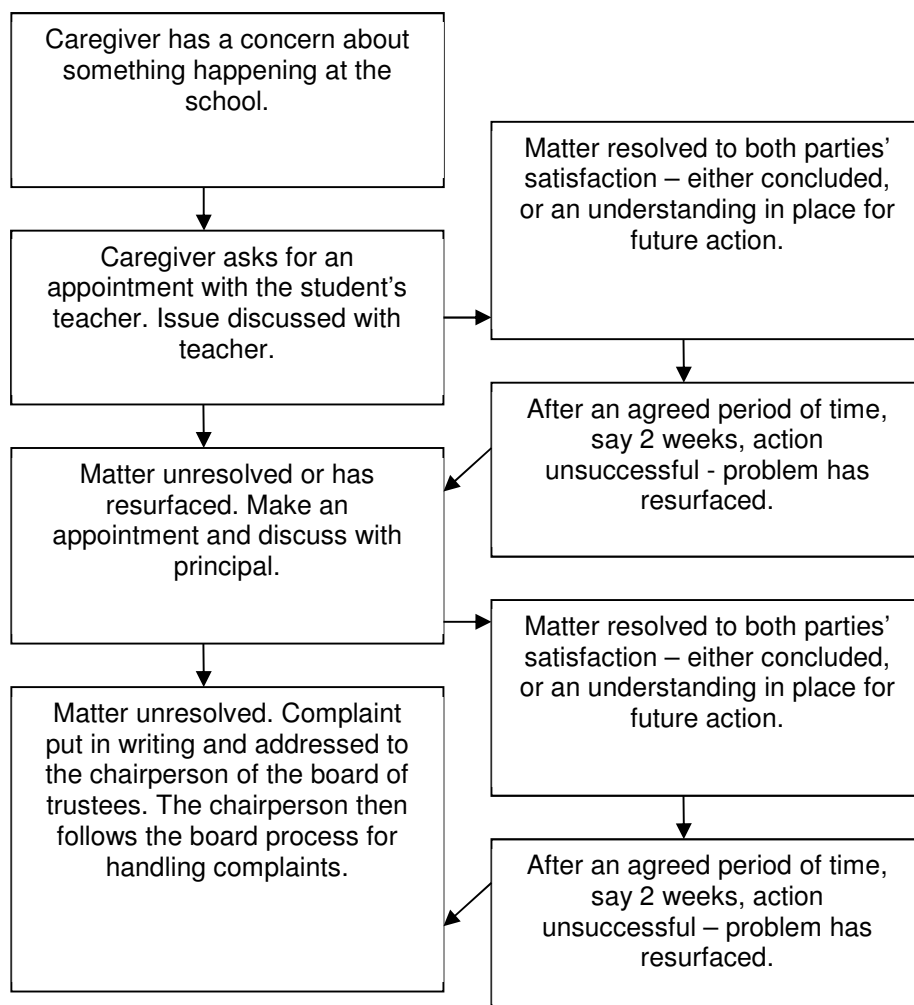 Caregiver has a concern about
something happening at the
school.
Matter resolved to both parties’
satisfaction – either concluded,
or an understanding in place for
future action.
Caregiver asks for an
appointment with the student’s
teacher. Issue discussed with
teacher.
After an agreed period of time,
say 2 weeks, action
unsuccessful - problem has
resurfaced.
Matter unresolved or has
resurfaced. Make an
appointment and discuss with
principal.
Matter resolved to both parties’
satisfaction – either concluded,
or an understanding in place for
future action.
Matter unresolved. Complaint
put in writing and addressed to
the chairperson of the board of
trustees. The chairperson then
follows the board process for
handling complaints.
After an agreed period of time,
say 2 weeks, action
unsuccessful – problem has
resurfaced.